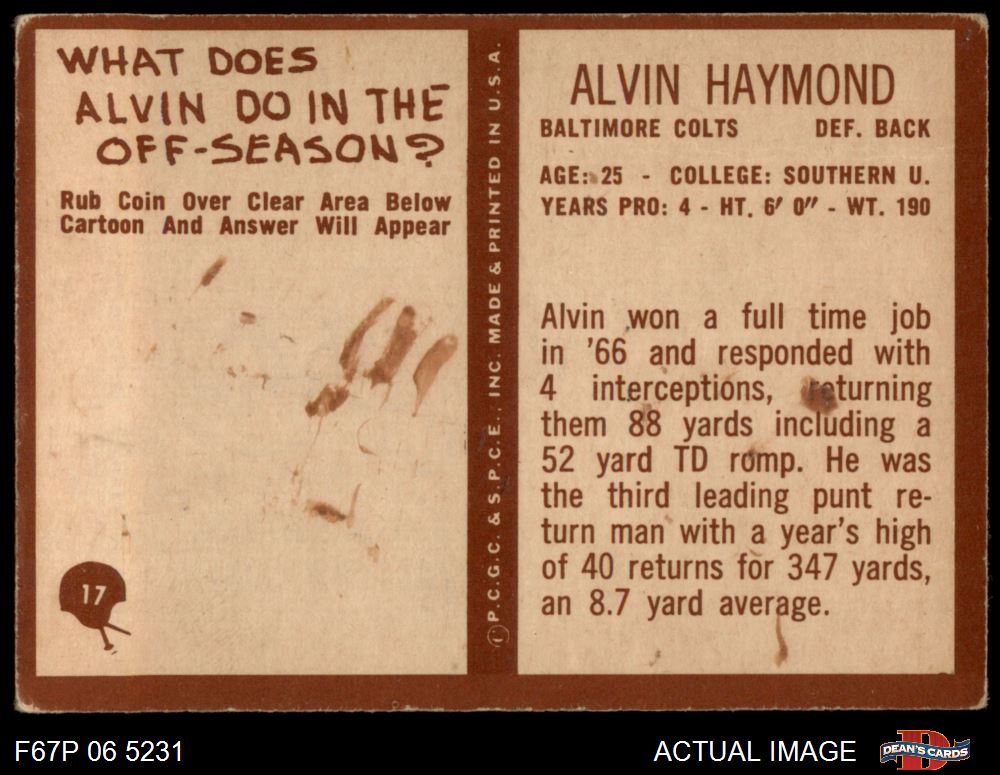 WHAT DOES
ALVIN DO IN THE
OFF-SEASON?
Rub Coin Over Clear Area Below
Cartoon And Answer Will Appear
17
© P.C.G.C. & S.P.C.E., INC. MADE & PRINTED IN U.S.A.
ALVIN HAYMOND
BALTIMORE COLTS DEF. BACK
AGE: 25 - COLLEGE: SOUTHERN U.
YEARS PRO: 4 - HT. 6' 0" - WT. 190
Alvin won a full time job
in '66 and responded with
4 interceptions, returning
them 88 yards including a
52 yard TD romp. He was
the third leading punt re-
turn man with a year's high
of 40 returns for 347 yards,
an 8.7 yard average.
F67P 06 5231
ACTUAL IMAGE
D
DEAN'S CARDS